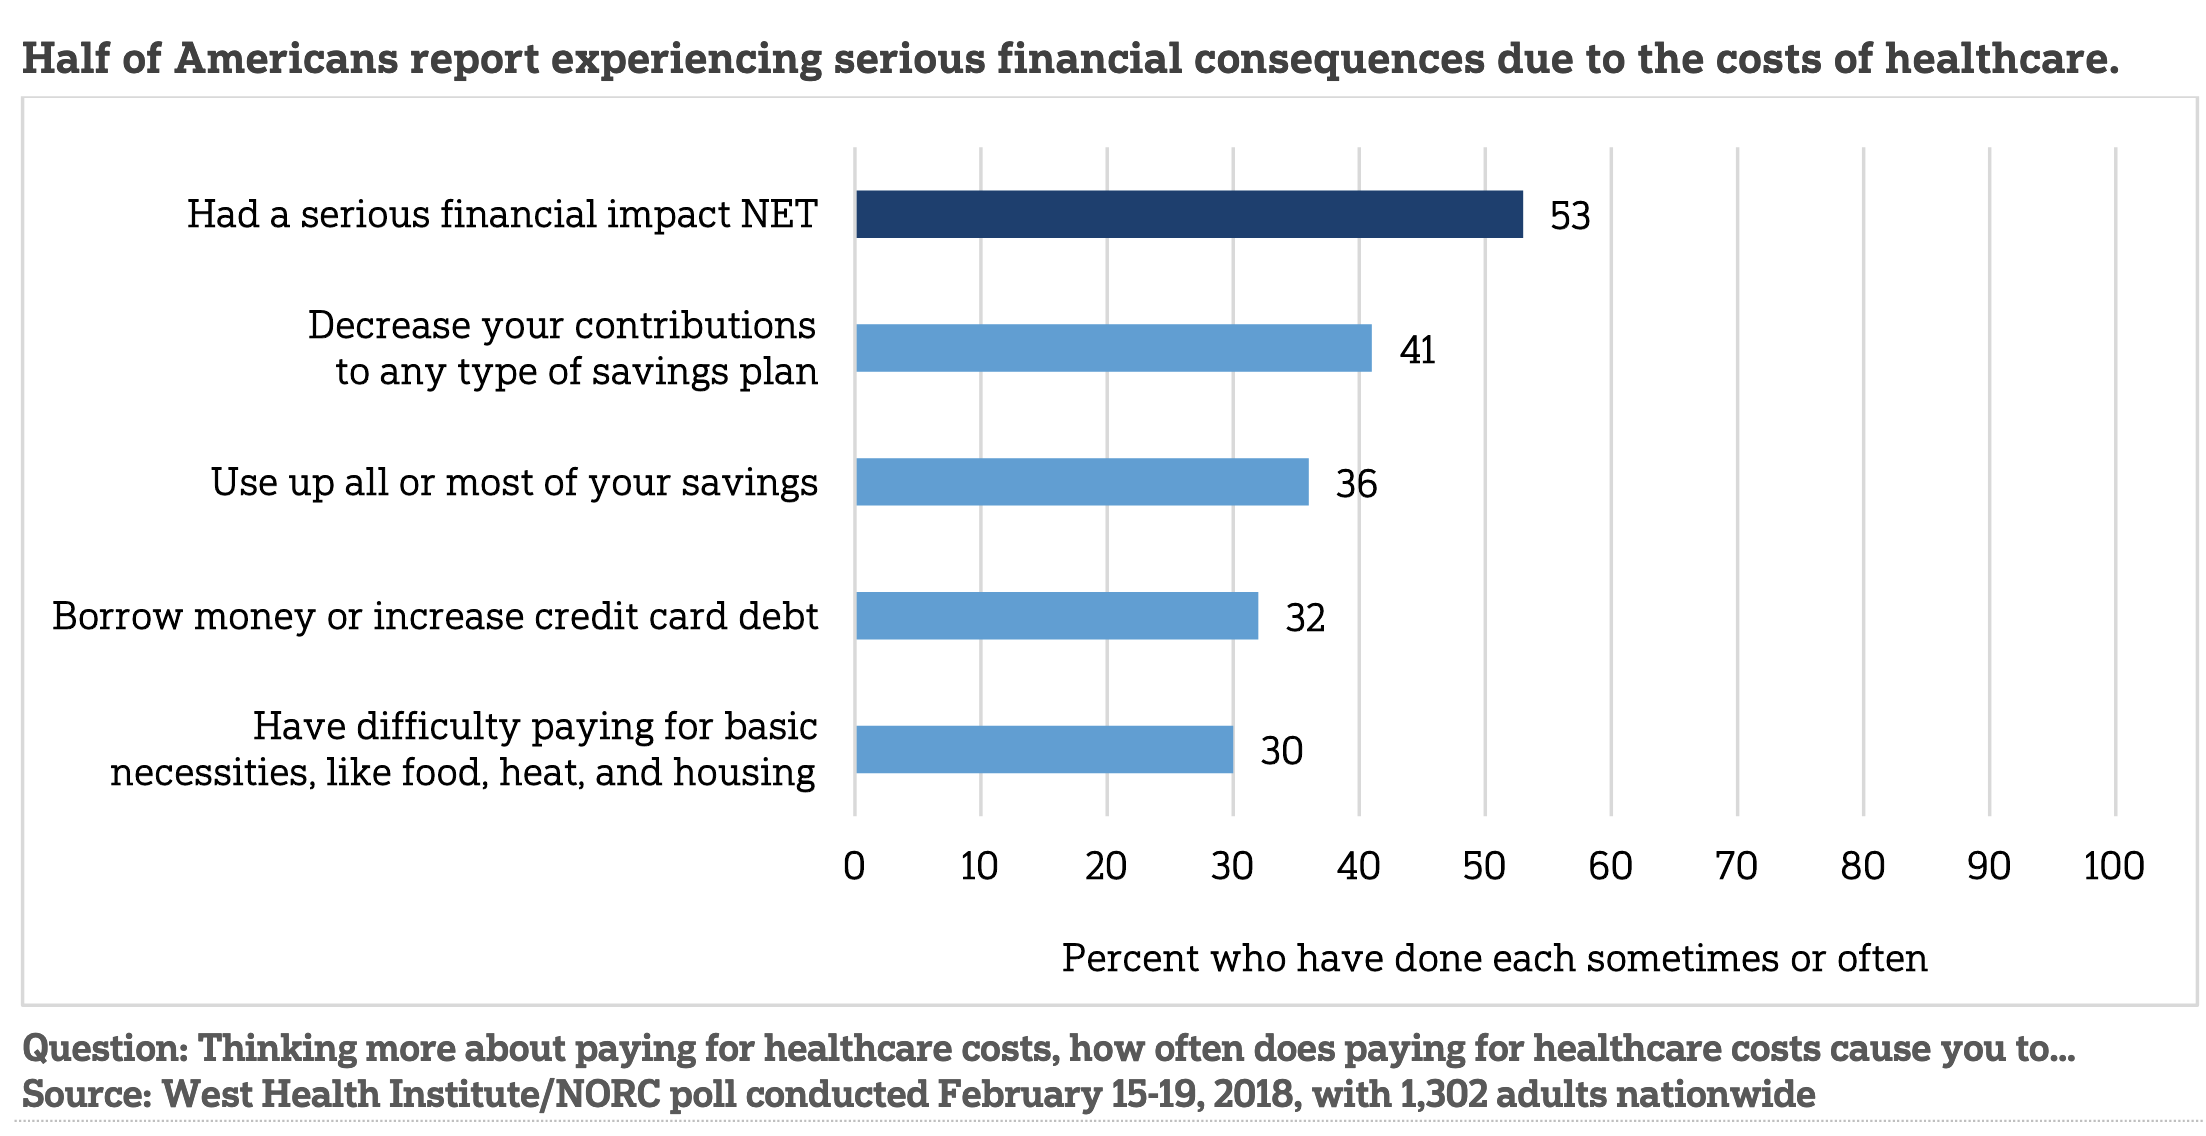 Half of Americans report experiencing serious financial consequences due to the costs of healthcare.
Had a serious financial impact NET
53
Decrease your contributions
to any type of savings plan
41
Use up all or most of your savings
36
Borrow money or increase credit card debt
32
Have difficulty paying for basic
necessities, like food, heat, and housing
30
0 10 20 30 40 50 60 70 80 90 100
Percent who have done each sometimes or often
Question: Thinking more about paying for healthcare costs, how often does paying for healthcare costs cause you to...
Source: West Health Institute/NORC poll conducted February 15-19, 2018, with 1,302 adults nationwide